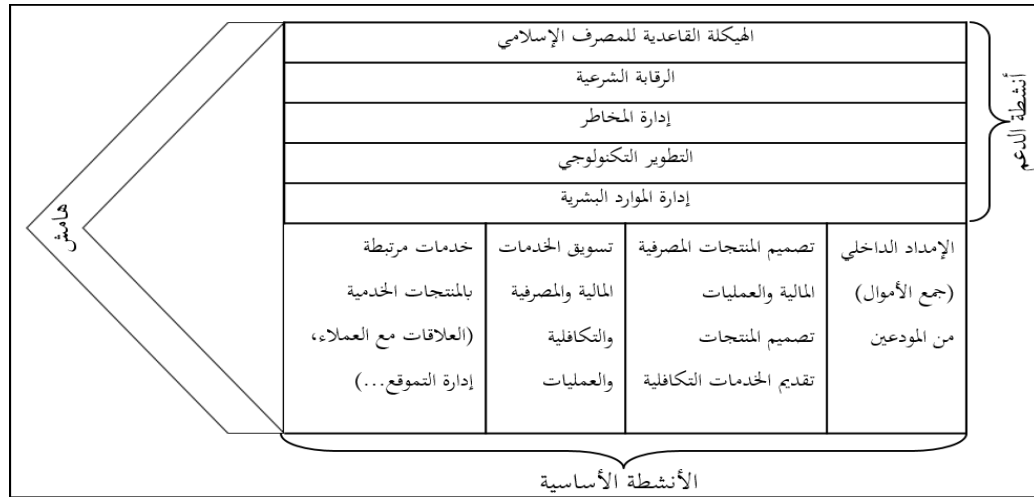 الهيكلة القاعدية للمصرف الإسلامي
الرقابة الشرعية
إدارة المخاطر
التطوير التكنولوجي
إدارة الموارد البشرية
أنشطة الدعم
الإمداد الداخلي
(جمع الأموال)
من المودعين
تصميم المنتجات المصرفية
المالية والعمليات
تصميم المنتجات
تقديم الخدمات التكافلية
تسويق الخدمات
المالية والمصرفية
والتكافلية
والعمليات
خدمات مرتبطة
بالمنتجات الخدمية
(العلاقات مع العملاء،
إدارة التموقع...)
هامش
الأنشطة الأساسية